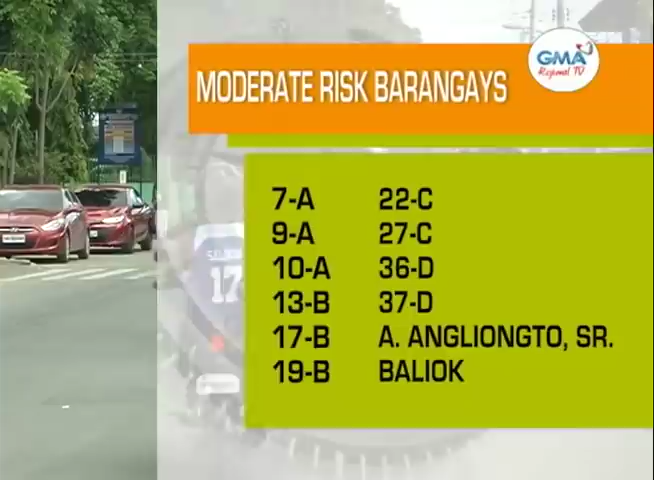 GMA
Regional TV
MODERATE RISK BARANGAYS
7-A
9-A
10-A
13-B
17-B
19-B
22-C
27-C
36-D
37-D
A. ANGLIONGTO, SR.
BALIOK
17